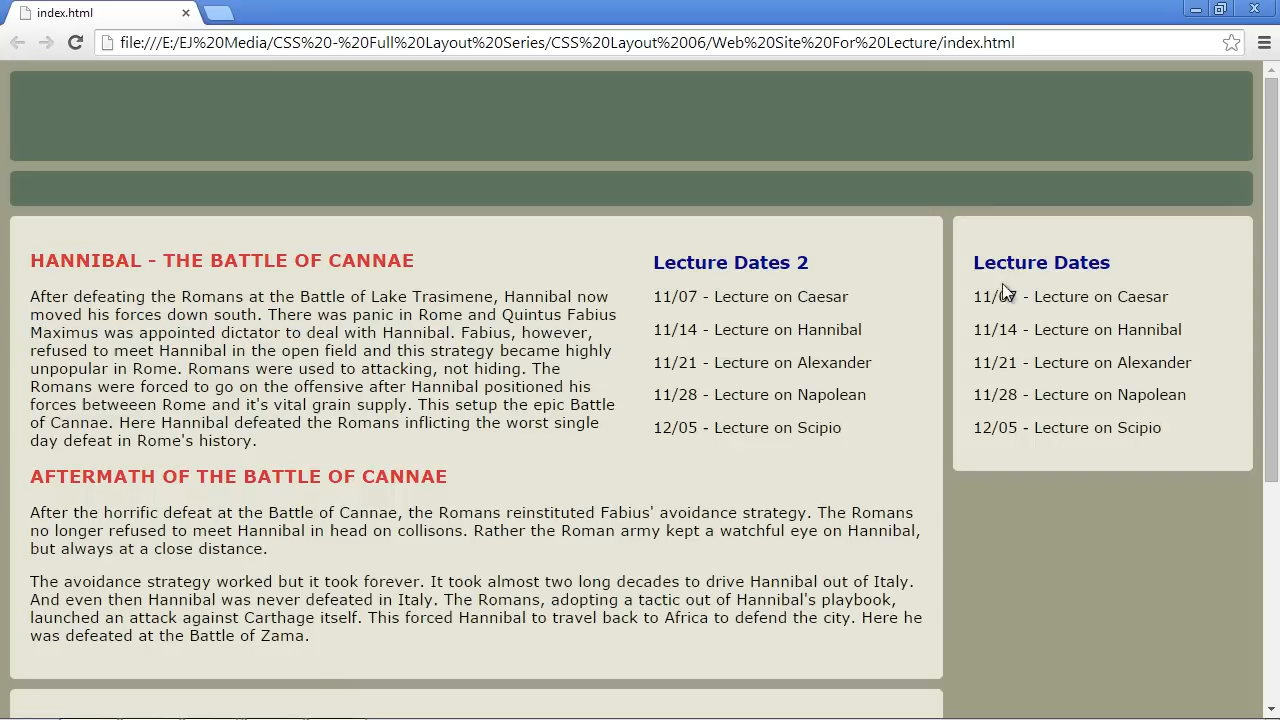 index.html
file:///E:/EJ%20Media/CSS%20-%20Full%20Layout%20Series/CSS%20Layout%2006/Web%20Site%20For%20Lecture/index.html
HANNIBAL - THE BATTLE OF CANNAE
After defeating the Romans at the Battle of Lake Trasimene, Hannibal now
moved his forces down south. There was panic in Rome and Quintus Fabius
Maximus was appointed dictator to deal with Hannibal. Fabius, however,
refused to meet Hannibal in the open field and this strategy became highly
unpopular in Rome. Romans were used to attacking, not hiding. The
Romans were forced to go on the offensive after Hannibal positioned his
forces betweeen Rome and it's vital grain supply. This setup the epic Battle
of Cannae. Here Hannibal defeated the Romans inflicting the worst single
day defeat in Rome's history.
Lecture Dates 2
11/07 - Lecture on Caesar
11/14 - Lecture on Hannibal
11/21 - Lecture on Alexander
11/28 - Lecture on Napolean
12/05 - Lecture on Scipio
AFTERMATH OF THE BATTLE OF CANNAE
After the horrific defeat at the Battle of Cannae, the Romans reinstituted Fabius' avoidance strategy. The Romans
no longer refused to meet Hannibal in head on collisons. Rather the Roman army kept a watchful eye on Hannibal,
but always at a close distance.
The avoidance strategy worked but it took forever. It took almost two long decades to drive Hannibal out of Italy.
And even then Hannibal was never defeated in Italy. The Romans, adopting a tactic out of Hannibal's playbook,
launched an attack against Carthage itself. This forced Hannibal to travel back to Africa to defend the city. Here he
was defeated at the Battle of Zama.
Lecture Dates
11/07 - Lecture on Caesar
11/14 - Lecture on Hannibal
11/21 - Lecture on Alexander
11/28 - Lecture on Napolean
12/05 - Lecture on Scipio